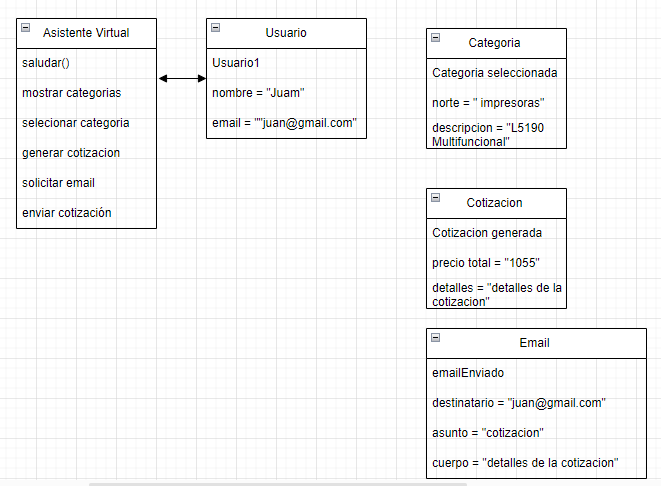 Asistente Virtual
saludar()
mostrar categorias
selecionar categoria
generar cotizacion
solicitar email
enviar cotización
Usuario
Usuario1
nombre = "Juam"
email = ""juan@gmail.com"
Categoria
Categoria seleccionada
norte = " impresoras"
descripcion = "L5190
Multifuncional"
Cotizacion
Cotizacion generada
precio total = "1055"
detalles = "detalles de la
cotizacion"
Email
emailEnviado
destinatario = "juan@gmail.com"
asunto = "cotizacion"
cuerpo = "detalles de la cotizacion"